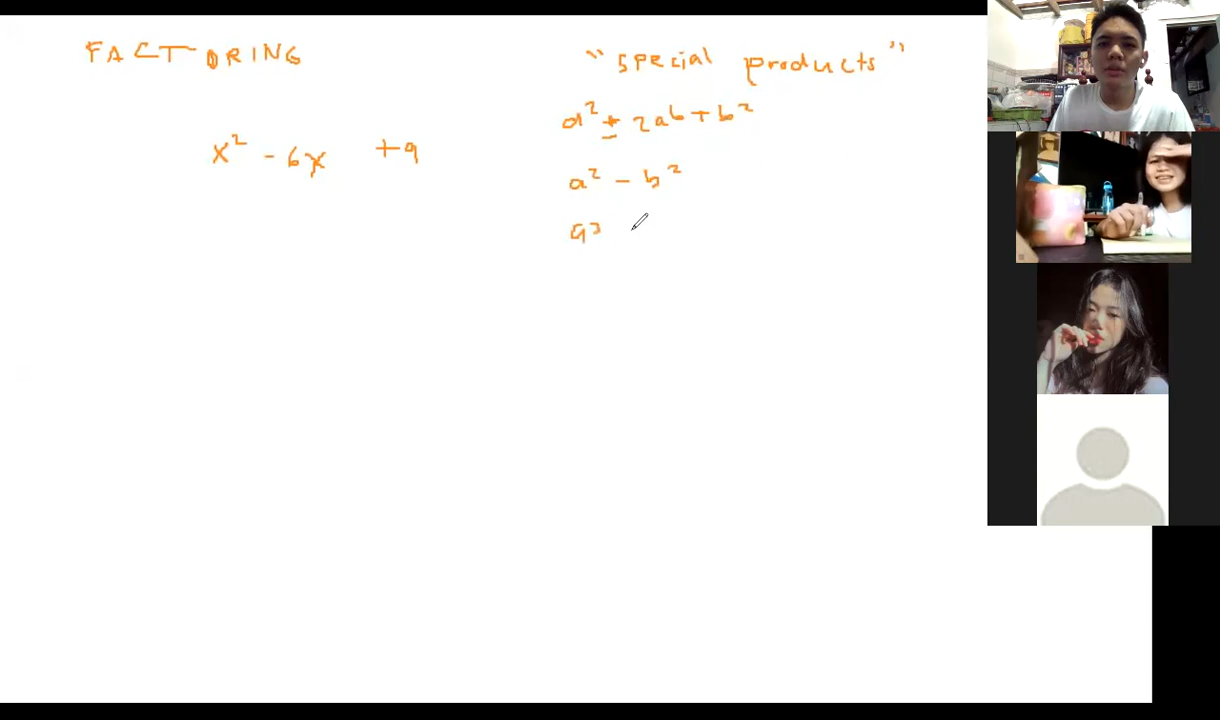 FACTORING
x² - 6x +9
"special products"
a² ± 2ab + b²
a² - b²
a³